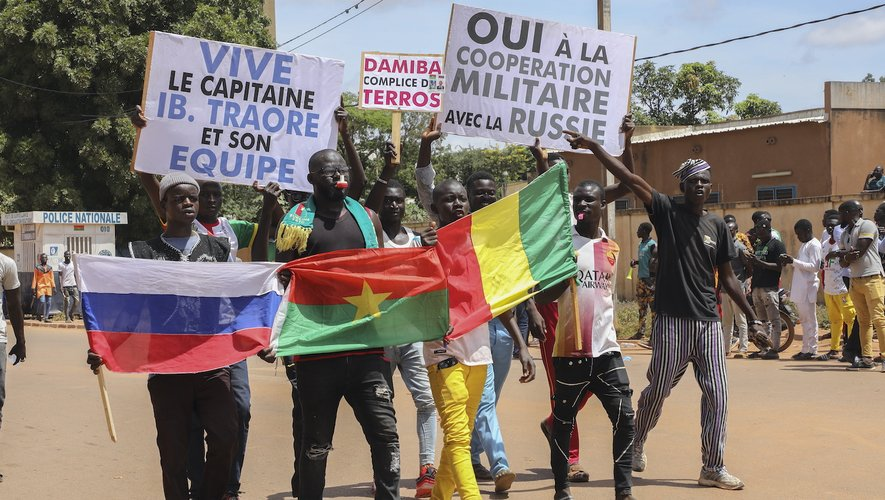 VIVE
LE CAPITAINE
IB. TRAORE
ET SON
EQUIPE
DAMIBA
COMPLICE D
TERROS
OUI À LA
COOPERATION
MILITAIRE
AVEC LA RUSSIE
POLICE NATIONALE
QATAR
AIRWAYS